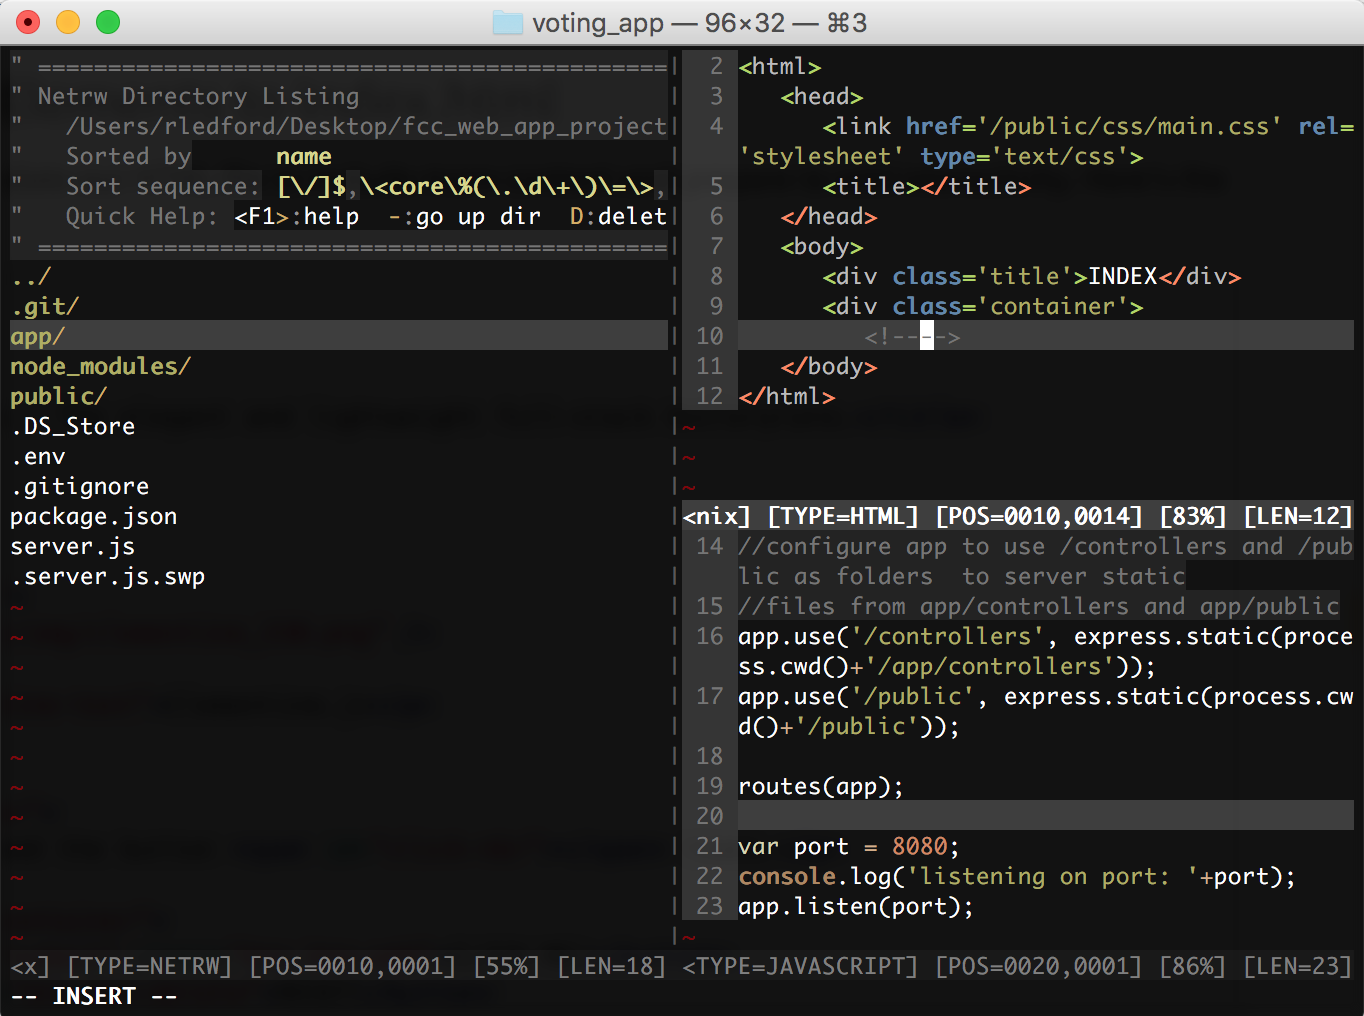 voting_app — 96×32 — ⌘3
" =============================================
" Netrw Directory Listing
"   /Users/rledford/Desktop/fcc_web_app_project
"   Sorted by      name
"   Sort sequence: [\/]$,\<core\%(\.\d\+\)\=\>,
"   Quick Help: <F1>:help  -:go up dir  D:delet
" =============================================
../
.git/
app/
node_modules/
public/
.DS_Store
.env
.gitignore
package.json
server.js
.server.js.swp
~
~
~
~
~
~
~
~
~
~
~
~
<x] [TYPE=NETRW] [POS=0010,0001] [55%] [LEN=18]
2 <html>
3    <head>
4       <link href='/public/css/main.css' rel=
'stylesheet' type='text/css'>
5       <title></title>
6    </head>
7    <body>
8       <div class='title'>INDEX</div>
9       <div class='container'>
10          <!---->
11    </body>
12 </html>
~
~
~
<nix] [TYPE=HTML] [POS=0010,0014] [83%] [LEN=12]
14 //configure app to use /controllers and /pub
lic as folders  to server static
15 //files from app/controllers and app/public
16 app.use('/controllers', express.static(proce
ss.cwd()+'/app/controllers'));
17 app.use('/public', express.static(process.cw
d()+'/public'));
18
19 routes(app);
20
21 var port = 8080;
22 console.log('listening on port: '+port);
23 app.listen(port);
~
<TYPE=JAVASCRIPT] [POS=0020,0001] [86%] [LEN=23]
-- INSERT --